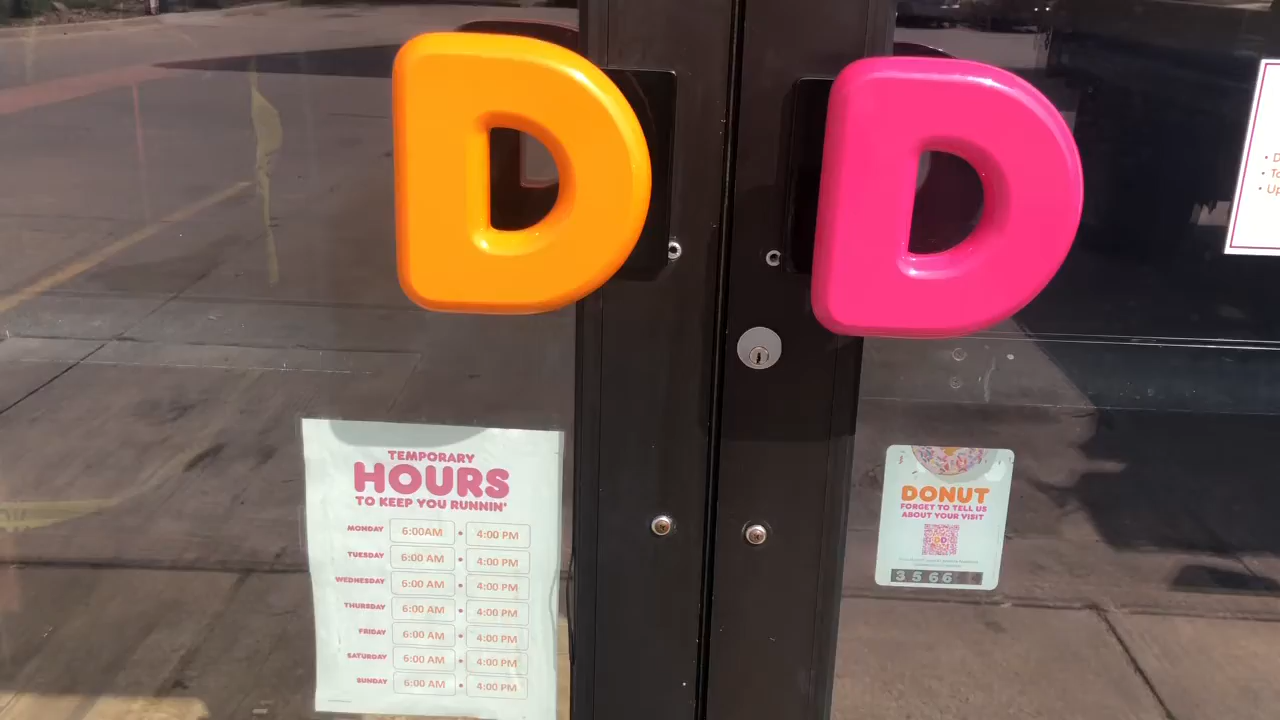 D
D
TEMPORARY
HOURS
TO KEEP YOU RUNNIN'
MONDAY 6:00AM • 4:00 PM
TUESDAY 6:00 AM • 4:00 PM
WEDNESDAY 6:00 AM • 4:00 PM
THURSDAY 6:00 AM • 4:00 PM
FRIDAY 6:00 AM • 4:00 PM
SATURDAY 6:00 AM • 4:00 PM
SUNDAY 6:00 AM • 4:00 PM
DONUT
FORGET TO TELL US
ABOUT YOUR VISIT
3566